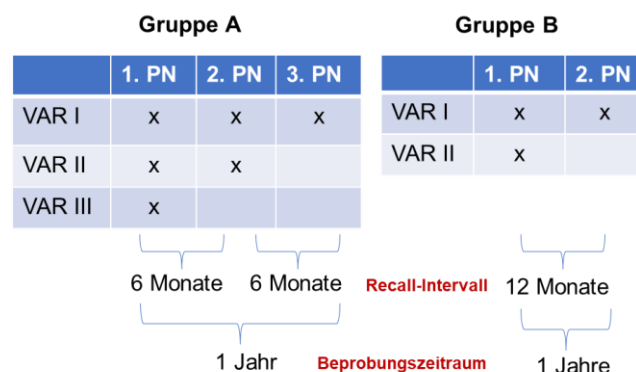 Gruppe A
1. PN 2. PN 3. PN
VAR I x x x
VAR II x x
VAR III x
6 Monate 6 Monate
1 Jahr
Gruppe B
1. PN 2. PN
VAR I x x
VAR II x
Recall-Intervall 12 Monate
Beprobungszeitraum 1 Jahre